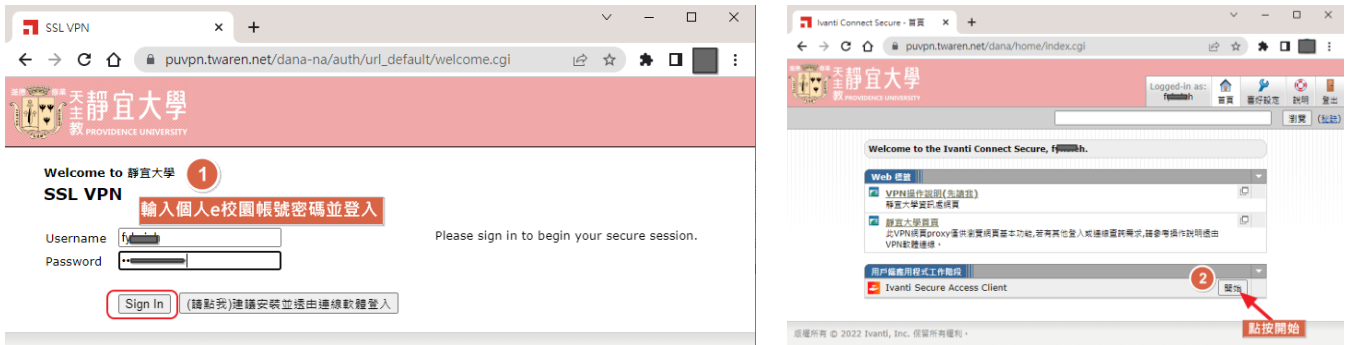 SSL VPN
puvpn.twaren.net/dana-na/auth/url_default/welcome.cgi
天主教
靜宜大學
PROVIDENCE UNIVERSITY
Welcome to 靜宜大學
1
SSL VPN
輸入個人e校園帳號密碼並登入
Username
Please sign in to begin your secure session.
Password
Sign In
(請點我)建議安裝並透由連線軟體登入
Ivanti Connect Secure - 首頁
puvpn.twaren.net/dana/home/index.cgi
天主教
靜宜大學
PROVIDENCE UNIVERSITY
Logged-in as:
首頁
喜好設定
說明
登出
瀏覽
(祕訣)
Welcome to the Ivanti Connect Secure,
Web 標籤
VPN操作說明(先讀我)
靜宜大學資訊處網頁
靜宜大學首頁
此VPN網頁proxy僅供瀏覽網頁基本功能,若有其他登入或連線查詢需求,請參考操作說明透由
VPN軟體連線。
用戶端應用程式工作階段
2
Ivanti Secure Access Client
開始
點按開始
版權所有 © 2022 Ivanti, Inc. 保留所有權利。